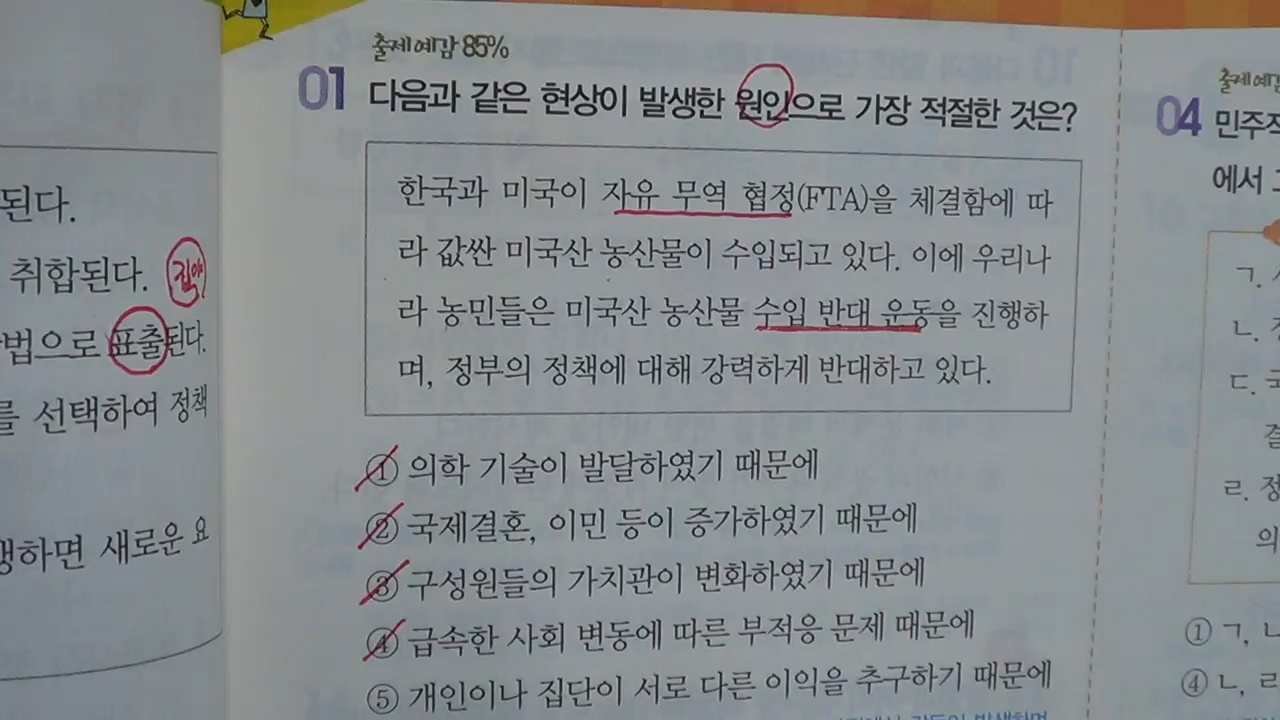 된다.
취합된다. 집약
법으로 표출된다.
를 선택하여 정책
행하면 새로운 요
출제 예감 85%
01 다음과 같은 현상이 발생한 원인으로 가장 적절한 것은?
한국과 미국이 자유 무역 협정(FTA)을 체결함에 따
라 값싼 미국산 농산물이 수입되고 있다. 이에 우리나
라 농민들은 미국산 농산물 수입 반대 운동을 진행하
며, 정부의 정책에 대해 강력하게 반대하고 있다.
① 의학 기술이 발달하였기 때문에
② 국제결혼, 이민 등이 증가하였기 때문에
③ 구성원들의 가치관이 변화하였기 때문에
④ 급속한 사회 변동에 따른 부적응 문제 때문에
⑤ 개인이나 집단이 서로 다른 이익을 추구하기 때문에
출제 예감
04 민주
에서
ㄱ.
ㄴ.
ㄷ.
ㄹ.
의
① ㄱ, ㄴ
④ ㄴ, ㄹ